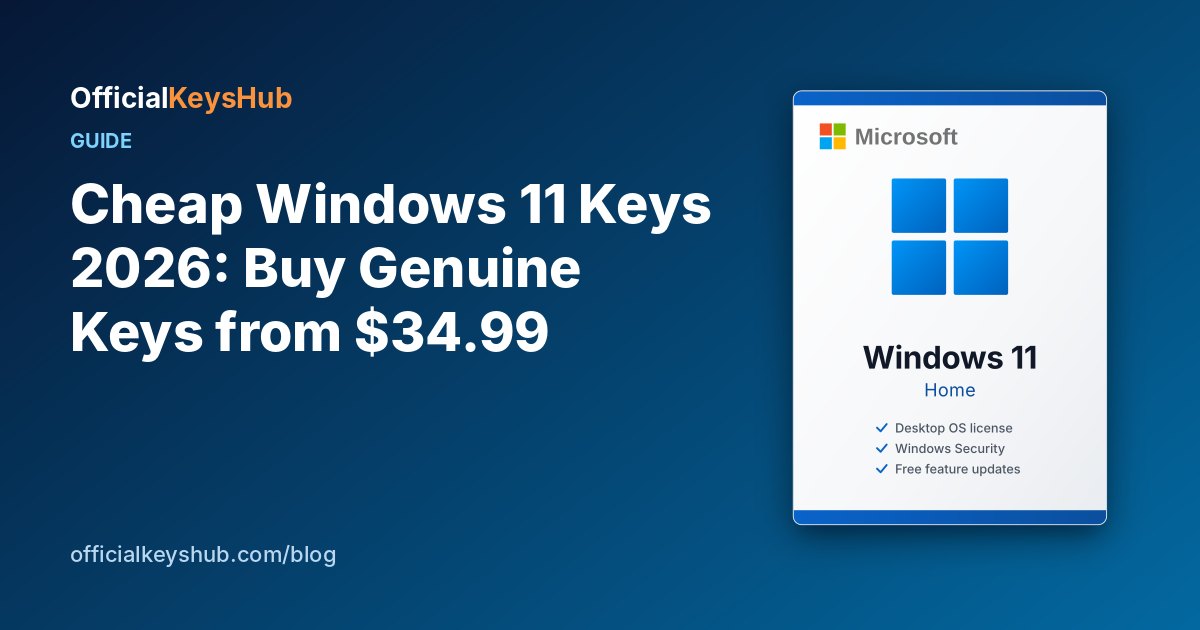 OfficialKeysHub
GUIDE
Cheap Windows 11 Keys
2026: Buy Genuine
Keys from $34.99
officialkeyshub.com/blog
Microsoft
Windows 11
Home
Desktop OS license
Windows Security
Free feature updates